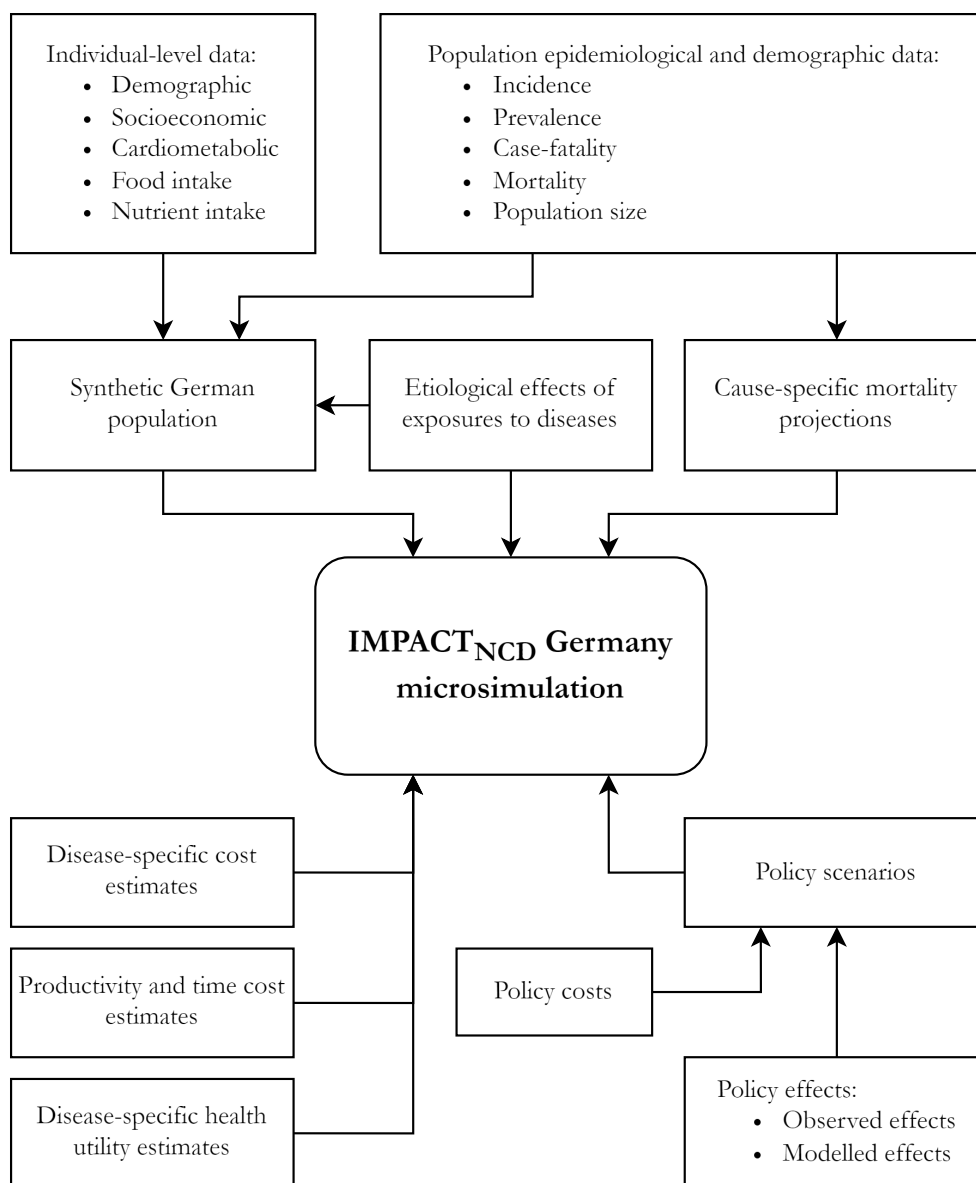 Individual-level data:
• Demographic
• Socioeconomic
• Cardiometabolic
• Food intake
• Nutrient intake
Population epidemiological and demographic data:
• Incidence
• Prevalence
• Case-fatality
• Mortality
• Population size
Synthetic German
population
Etiological effects of
exposures to diseases
Cause-specific mortality
projections
IMPACT_NCD Germany
microsimulation
Disease-specific cost
estimates
Productivity and time cost
estimates
Disease-specific health
utility estimates
Policy scenarios
Policy costs
Policy effects:
• Observed effects
• Modelled effects